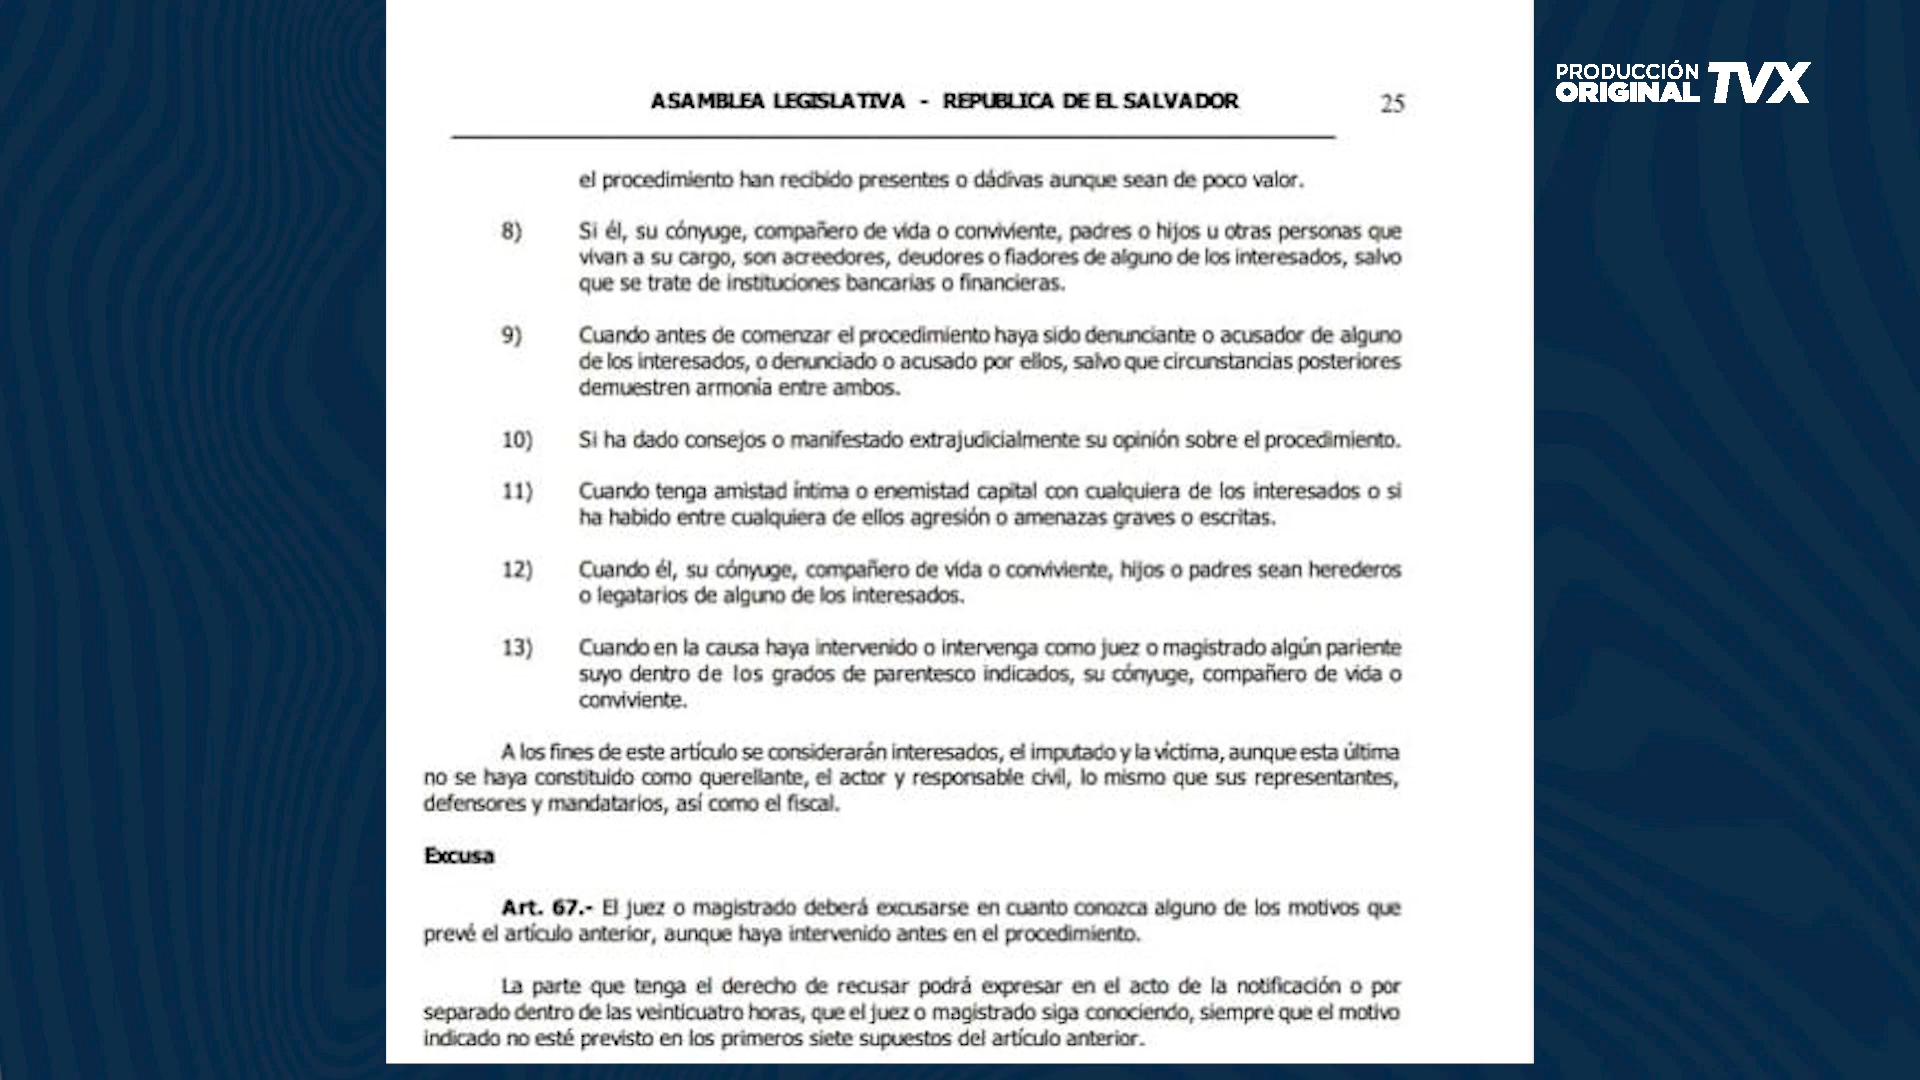 PRODUCCIÓN
ORIGINAL TVX
ASAMBLEA LEGISLATIVA - REPUBLICA DE EL SALVADOR 25
el procedimiento han recibido presentes o dádivas aunque sean de poco valor.
8) Si él, su cónyuge, compañero de vida o conviviente, padres o hijos u otras personas que
vivan a su cargo, son acreedores, deudores o fiadores de alguno de los interesados, salvo
que se trate de instituciones bancarias o financieras.
9) Cuando antes de comenzar el procedimiento haya sido denunciante o acusador de alguno
de los interesados, o denunciado o acusado por ellos, salvo que circunstancias posteriores
demuestren armonía entre ambos.
10) Si ha dado consejos o manifestado extrajudicialmente su opinión sobre el procedimiento.
11) Cuando tenga amistad íntima o enemistad capital con cualquiera de los interesados o si
ha habido entre cualquiera de ellos agresión o amenazas graves o escritas.
12) Cuando él, su cónyuge, compañero de vida o conviviente, hijos o padres sean herederos
o legatarios de alguno de los interesados.
13) Cuando en la causa haya intervenido o intervenga como juez o magistrado algún pariente
suyo dentro de los grados de parentesco indicados, su cónyuge, compañero de vida o
conviviente.
A los fines de este artículo se considerarán interesados, el imputado y la víctima, aunque esta última
no se haya constituido como querellante, el actor y responsable civil, lo mismo que sus representantes,
defensores y mandatarios, así como el fiscal.
Excusa
Art. 67.- El juez o magistrado deberá excusarse en cuanto conozca alguno de los motivos que
prevé el artículo anterior, aunque haya intervenido antes en el procedimiento.
La parte que tenga el derecho de recusar podrá expresar en el acto de la notificación o por
separado dentro de las veinticuatro horas, que el juez o magistrado siga conociendo, siempre que el motivo
indicado no esté previsto en los primeros siete supuestos del artículo anterior.